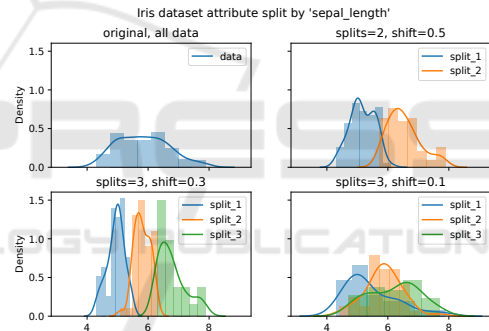 Iris dataset attribute split by 'sepal_length'
original, all data
splits=2, shift=0.5
1.5
1.0
0.5
0.0
Density
data
split_1
split_2
splits=3, shift=0.3
splits=3, shift=0.1
1.5
1.0
0.5
0.0
Density
split_1
split_2
split_3
split_1
split_2
split_3
4
6
8
4
6
8